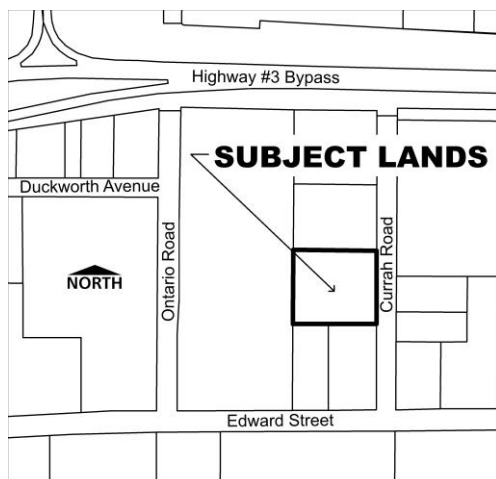 Highway #3 Bypass
SUBJECT LANDS
Duckworth Avenue
NORTH
Ontario Road
Currah Road
Edward Street